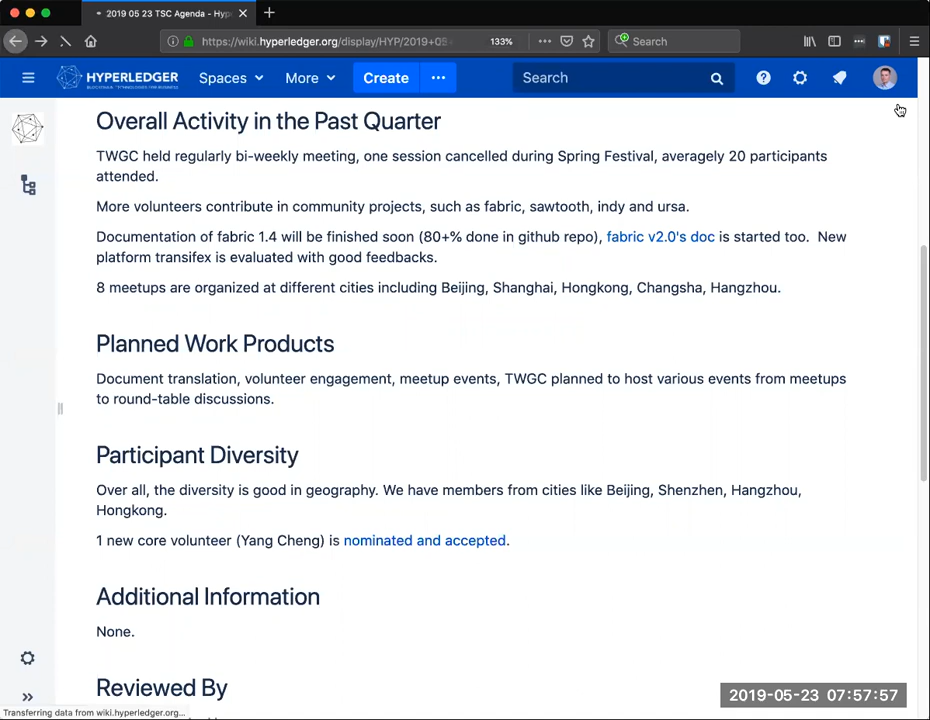 2019 05 23 TSC Agenda - Hyp
https://wiki.hyperledger.org/display/HYP/2019+05
133%
Search
HYPERLEDGER
BLOCKCHAIN TECHNOLOGIES FOR BUSINESS
Spaces
More
Create
Search
Overall Activity in the Past Quarter
TWGC held regularly bi-weekly meeting, one session cancelled during Spring Festival, averagely 20 participants
attended.
More volunteers contribute in community projects, such as fabric, sawtooth, indy and ursa.
Documentation of fabric 1.4 will be finished soon (80+% done in github repo), fabric v2.0's doc is started too. New
platform transifex is evaluated with good feedbacks.
8 meetups are organized at different cities including Beijing, Shanghai, Hongkong, Changsha, Hangzhou.
Planned Work Products
Document translation, volunteer engagement, meetup events, TWGC planned to host various events from meetups
to round-table discussions.
Participant Diversity
Over all, the diversity is good in geography. We have members from cities like Beijing, Shenzhen, Hangzhou,
Hongkong.
1 new core volunteer (Yang Cheng) is nominated and accepted.
Additional Information
None.
Reviewed By
Transferring data from wiki.hyperledger.org...
2019-05-23 07:57:57